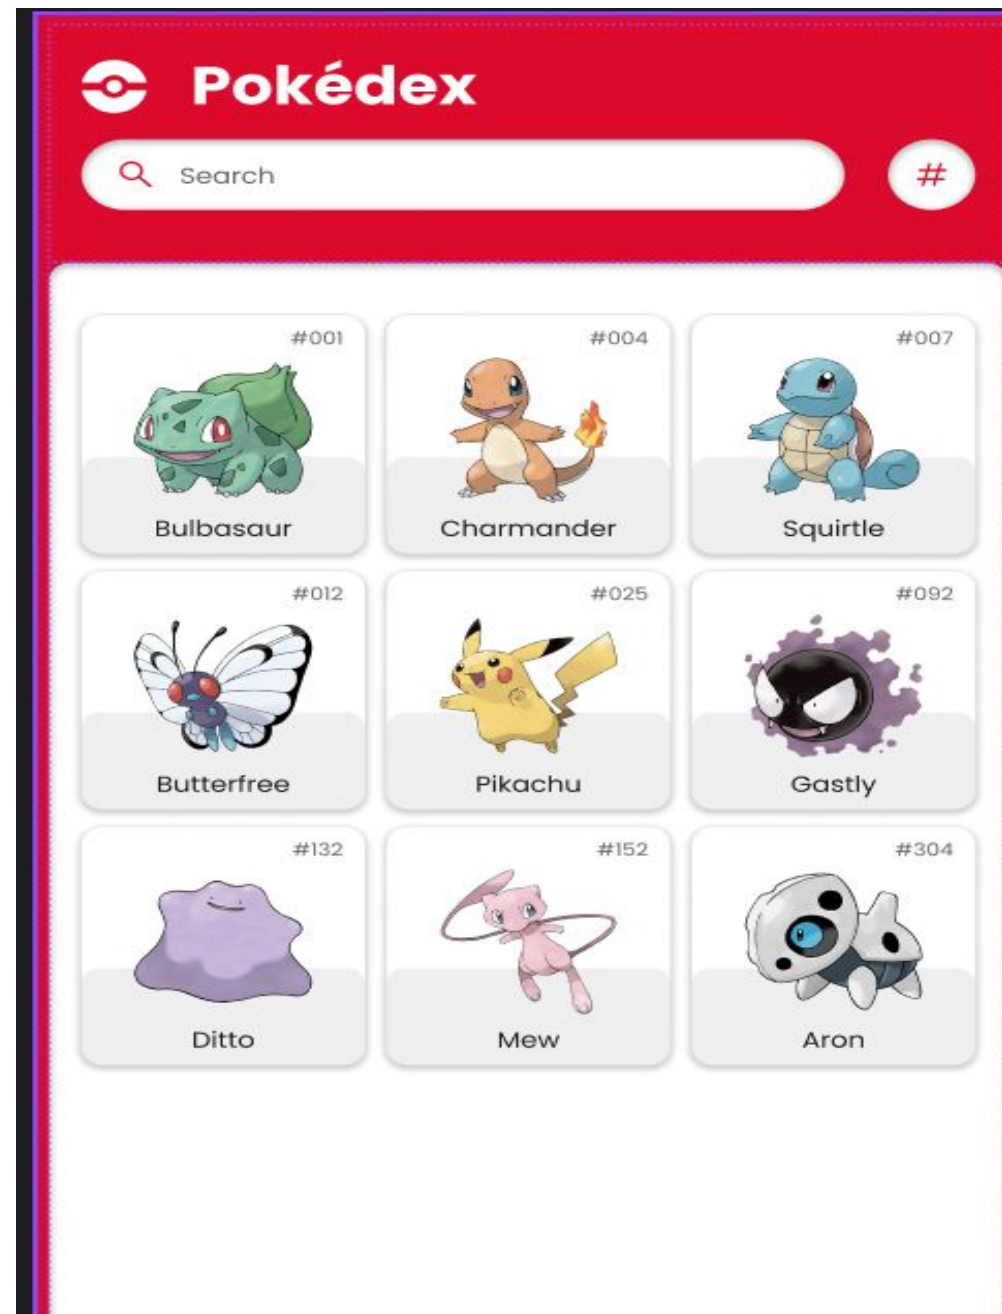 Pokédex
Search
#
#001
#004
#007
Bulbasaur
Charmander
Squirtle
#012
#025
#092
Butterfree
Pikachu
Gastly
#132
#152
#304
Ditto
Mew
Aron